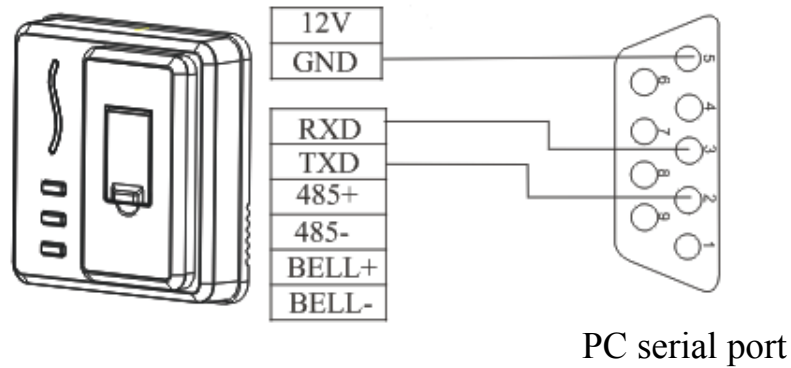 12V
GND
RXD
TXD
485+
485-
BELL+
BELL-
5
6
4
7
3
8
2
9
1
PC serial port